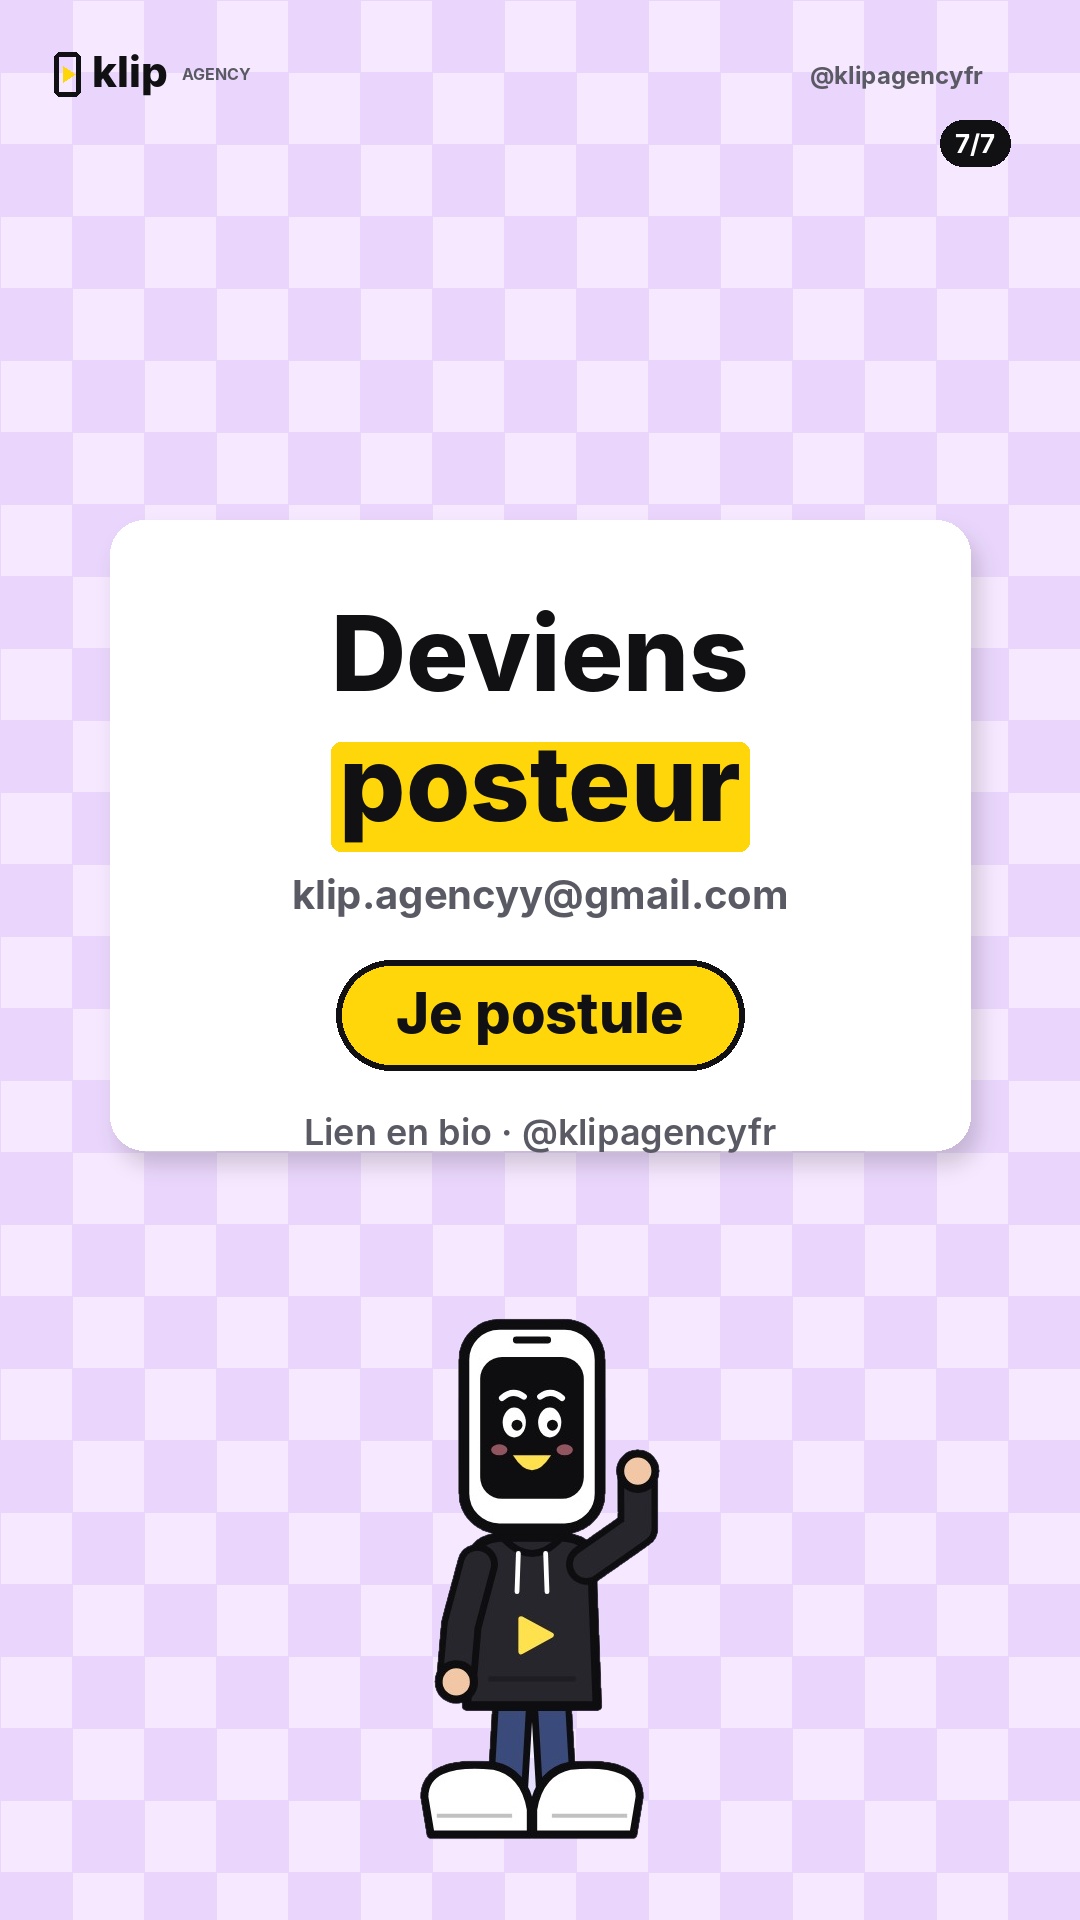 klip AGENCY
@klipagencyfr
7/7
Deviens
posteur
klip.agencyy@gmail.com
Je postule
Lien en bio · @klipagencyfr